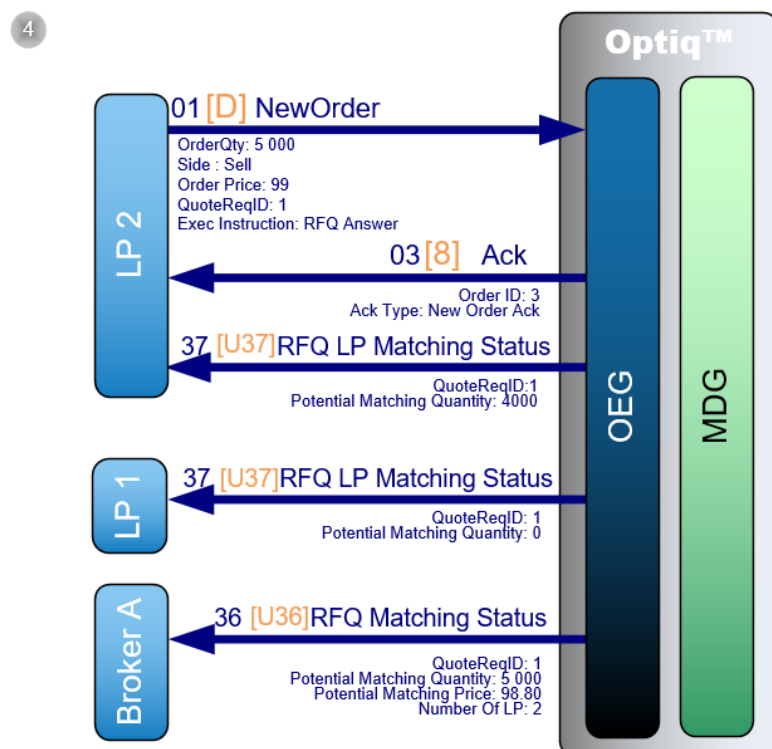 4
Optiq™
01 [D] NewOrder
OrderQty: 5 000
Side : Sell
Order Price: 99
QuoteReqID: 1
Exec Instruction: RFQ Answer
LP 2
03 [8] Ack
Order ID: 3
Ack Type: New Order Ack
37 [U37]RFQ LP Matching Status
QuoteReqID:1
Potential Matching Quantity: 4000
OEG
MDG
LP 1
37 [U37]RFQ LP Matching Status
QuoteReqID: 1
Potential Matching Quantity: 0
Broker A
36 [U36]RFQ Matching Status
QuoteReqID: 1
Potential Matching Quantity: 5 000
Potential Matching Price: 98.80
Number Of LP: 2